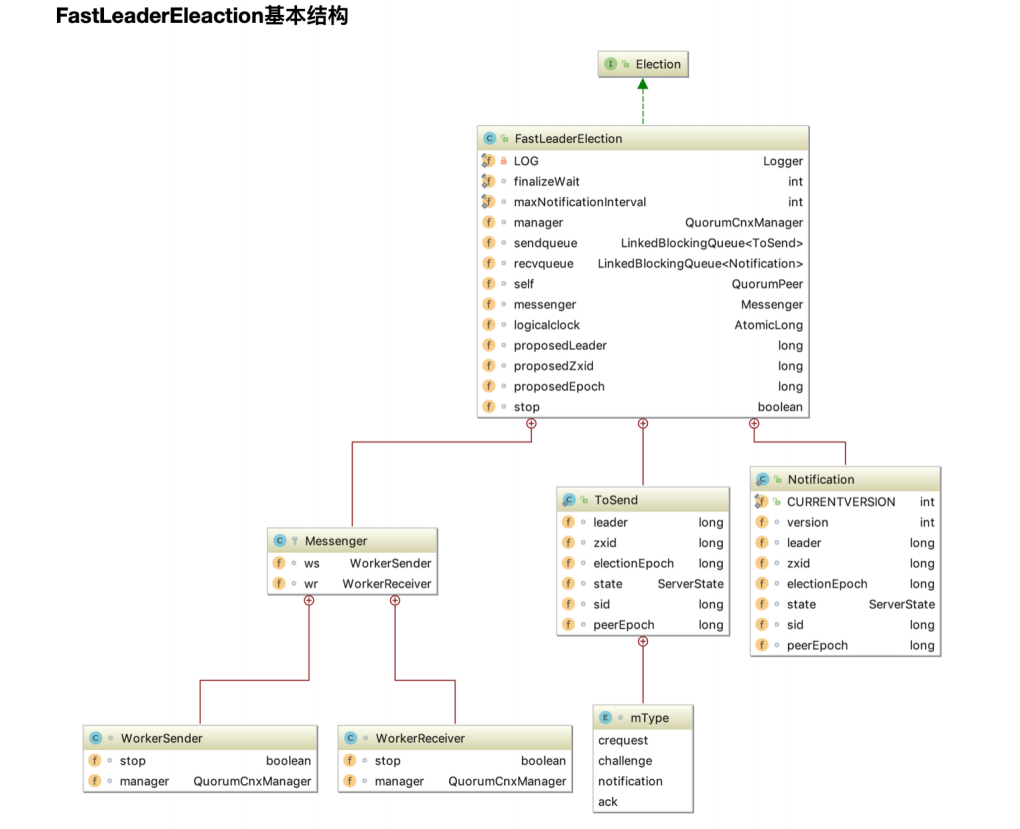 FastLeaderEleaction基本结构
I Election
C FastLeaderElection
f LOG Logger
f finalizeWait int
f maxNotificationInterval int
f manager QuorumCnxManager
f sendqueue LinkedBlockingQueue<ToSend>
f recvqueue LinkedBlockingQueue<Notification>
f self QuorumPeer
f messenger Messenger
f logicalclock AtomicLong
f proposedLeader long
f proposedZxid long
f proposedEpoch long
f stop boolean
C Messenger
f ws WorkerSender
f wr WorkerReceiver
C ToSend
f leader long
f zxid long
f electionEpoch long
f state ServerState
f sid long
f peerEpoch long
C Notification
f CURRENTVERSION int
f version int
f leader long
f zxid long
f electionEpoch long
f state ServerState
f sid long
f peerEpoch long
C WorkerSender
f stop boolean
f manager QuorumCnxManager
C WorkerReceiver
f stop boolean
f manager QuorumCnxManager
E mType
crequest
challenge
notification
ack